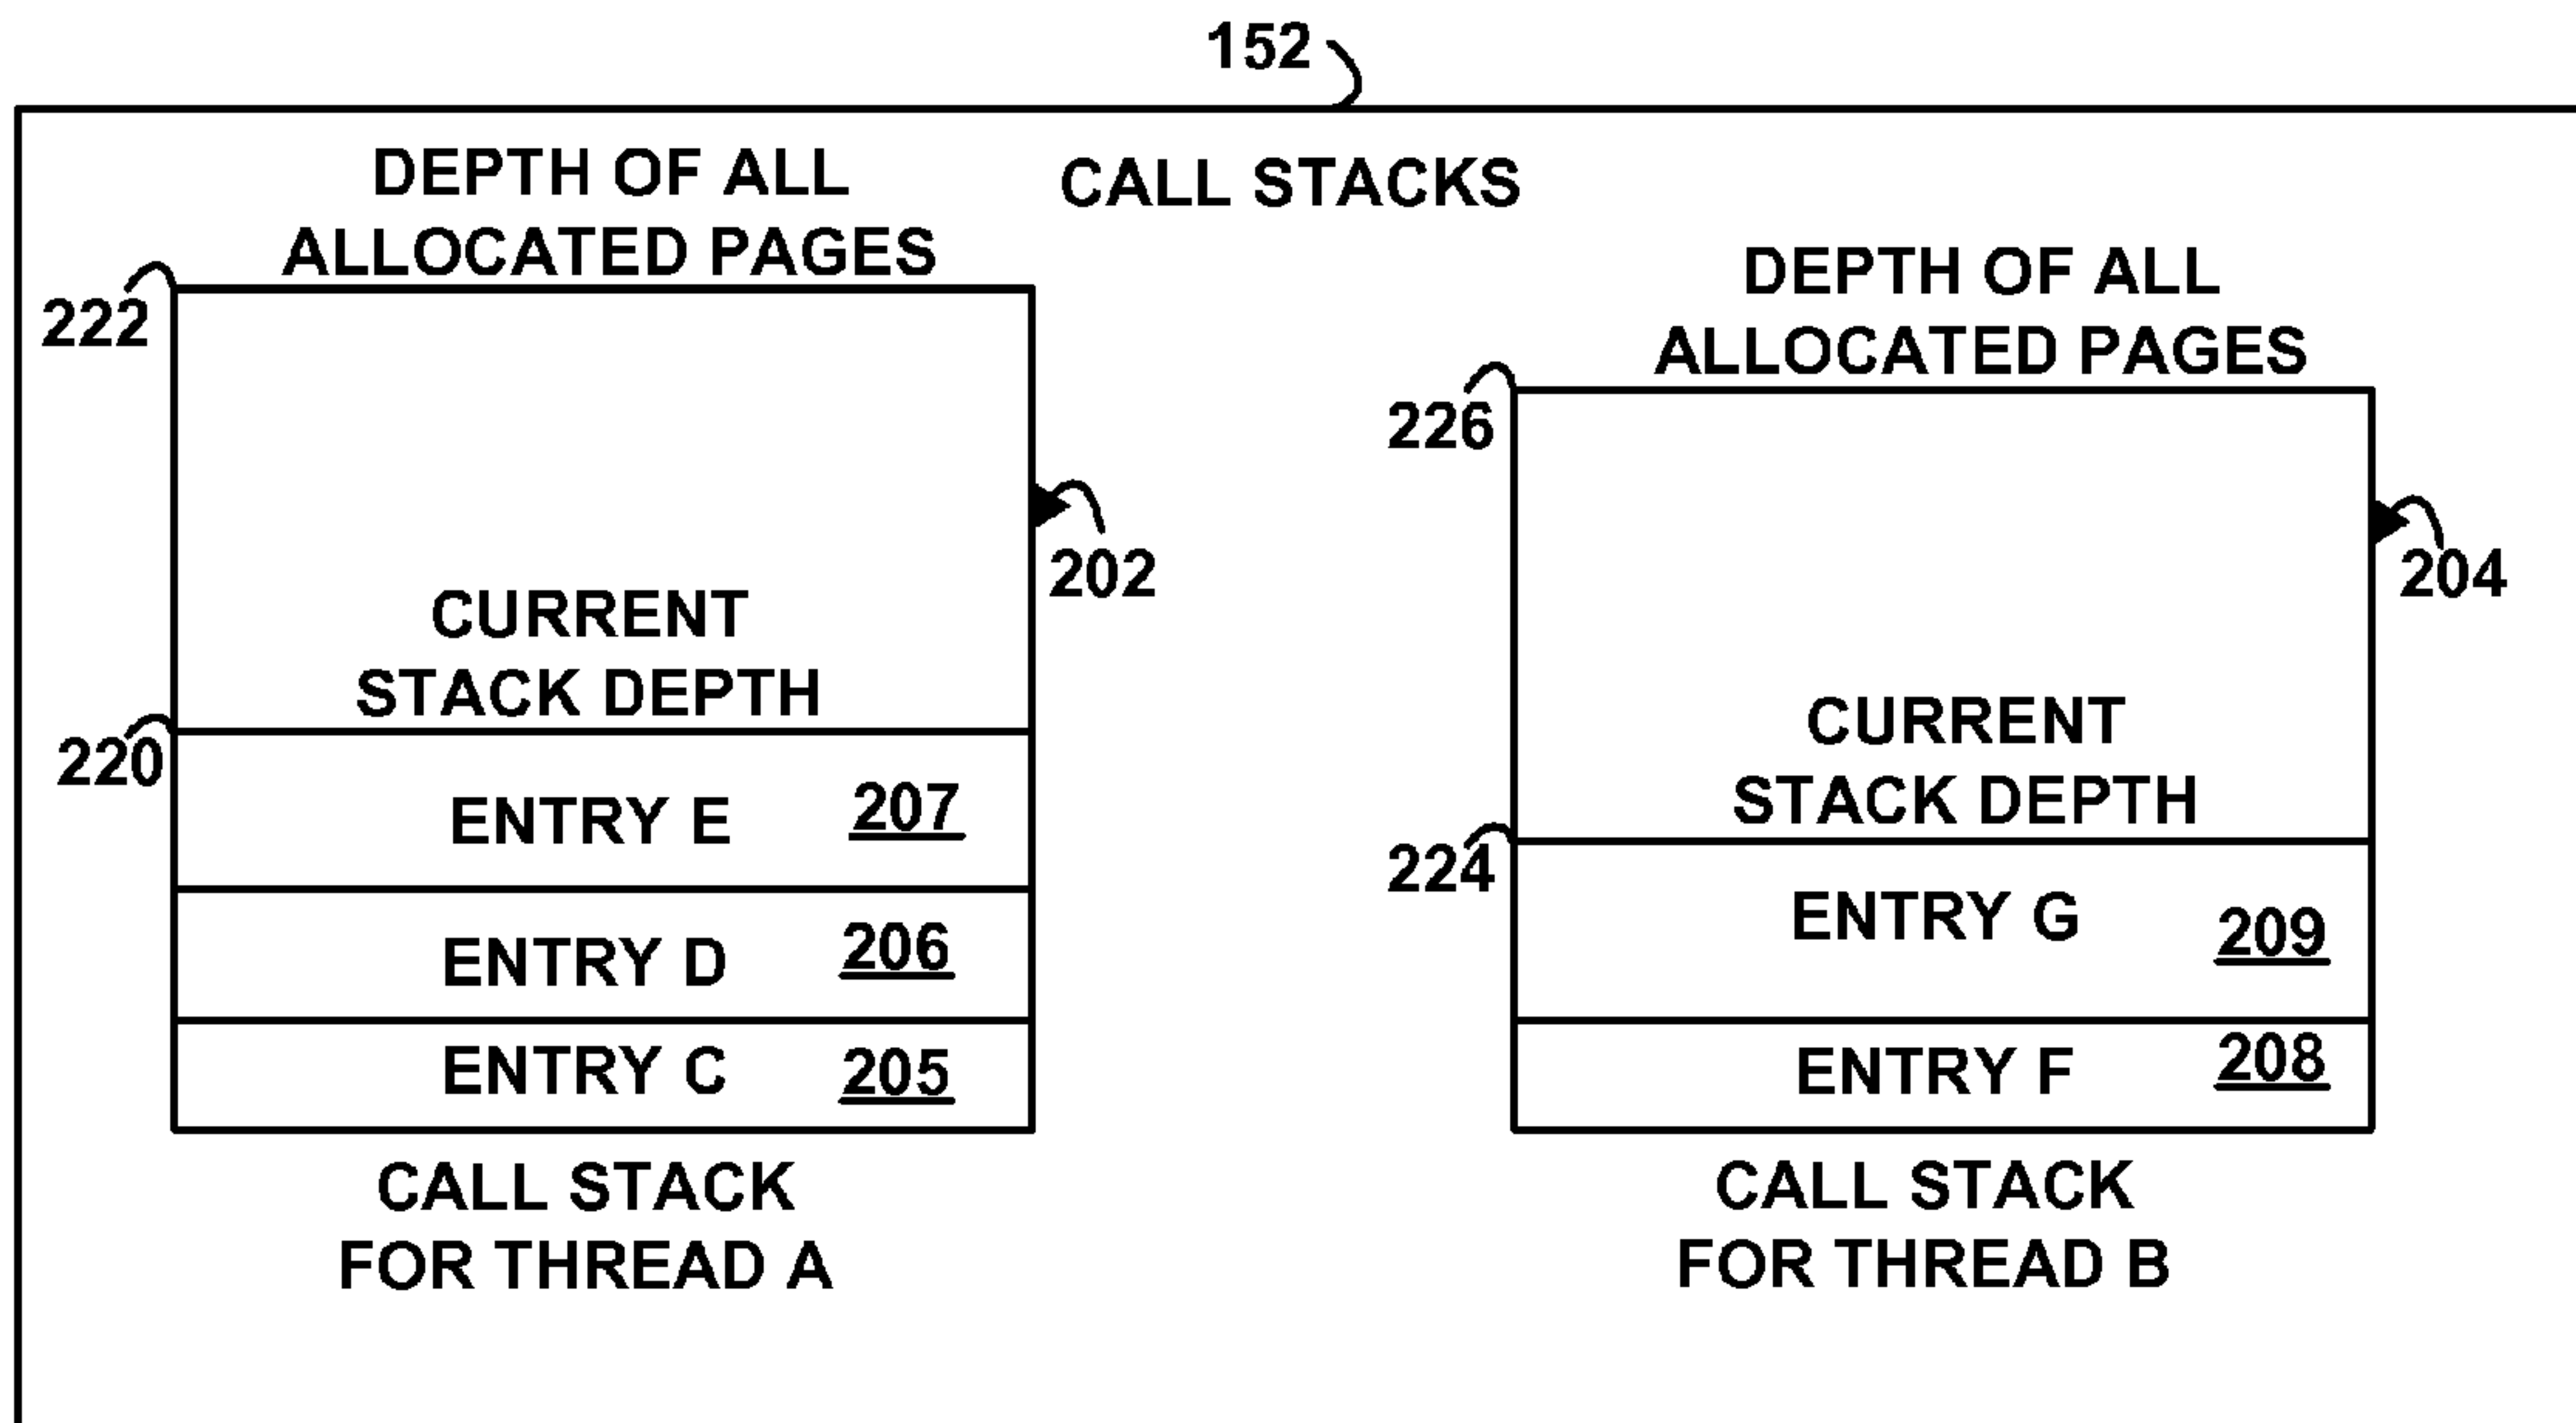 152
CALL STACKS
DEPTH OF ALL
ALLOCATED PAGES
222
202
CURRENT
STACK DEPTH
220
ENTRY E 207
ENTRY D 206
ENTRY C 205
CALL STACK
FOR THREAD A
DEPTH OF ALL
ALLOCATED PAGES
226
204
CURRENT
STACK DEPTH
224
ENTRY G 209
ENTRY F 208
CALL STACK
FOR THREAD B